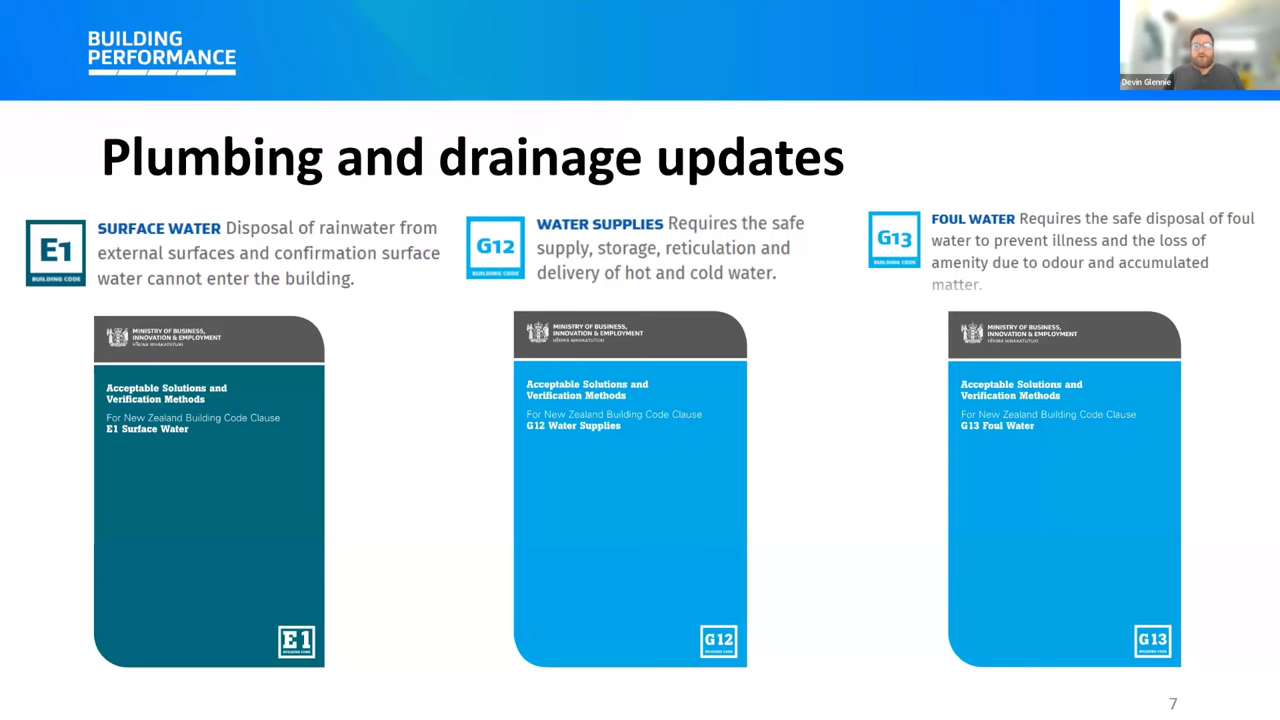 BUILDING
PERFORMANCE
Devin Glennie
Plumbing and drainage updates
E1
BUILDING CODE
SURFACE WATER Disposal of rainwater from
external surfaces and confirmation surface
water cannot enter the building.
G12
BUILDING CODE
WATER SUPPLIES Requires the safe
supply, storage, reticulation and
delivery of hot and cold water.
G13
BUILDING CODE
FOUL WATER Requires the safe disposal of foul
water to prevent illness and the loss of
amenity due to odour and accumulated
matter.
MINISTRY OF BUSINESS,
INNOVATION & EMPLOYMENT
HĪKINA WHAKATUTUKI
Acceptable Solutions and
Verification Methods
For New Zealand Building Code Clause
E1 Surface Water
E1
BUILDING CODE
MINISTRY OF BUSINESS,
INNOVATION & EMPLOYMENT
HĪKINA WHAKATUTUKI
Acceptable Solutions and
Verification Methods
For New Zealand Building Code Clause
G12 Water Supplies
G12
BUILDING CODE
MINISTRY OF BUSINESS,
INNOVATION & EMPLOYMENT
HĪKINA WHAKATUTUKI
Acceptable Solutions and
Verification Methods
For New Zealand Building Code Clause
G13 Foul Water
G13
BUILDING CODE
7